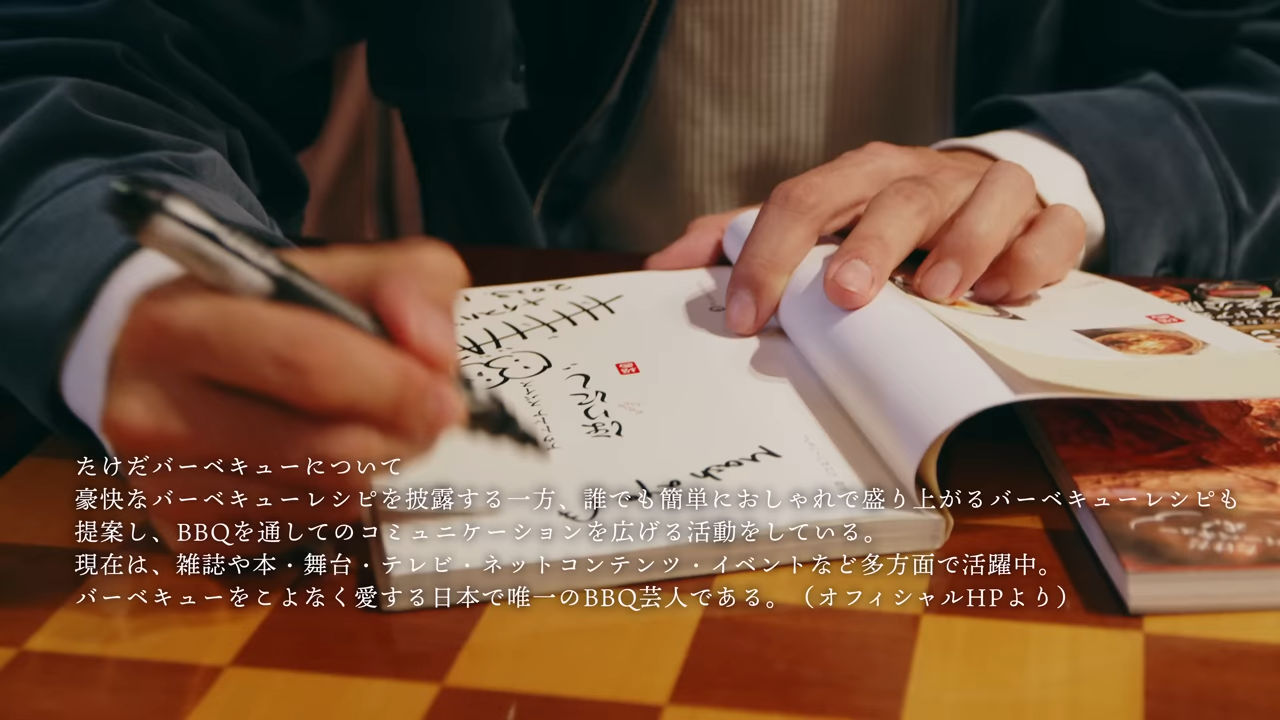 たけだバーベキューについて
豪快なバーベキューレシピを披露する一方、誰でも簡単におしゃれで盛り上がるバーベキューレシピも
提案し、BBQを通してのコミュニケーションを広げる活動をしている。
現在は、雑誌や本・舞台・テレビ・ネットコンテンツ・イベントなど多方面で活躍中。
バーベキューをこよなく愛する日本で唯一のBBQ芸人である。（オフィシャルHPより）